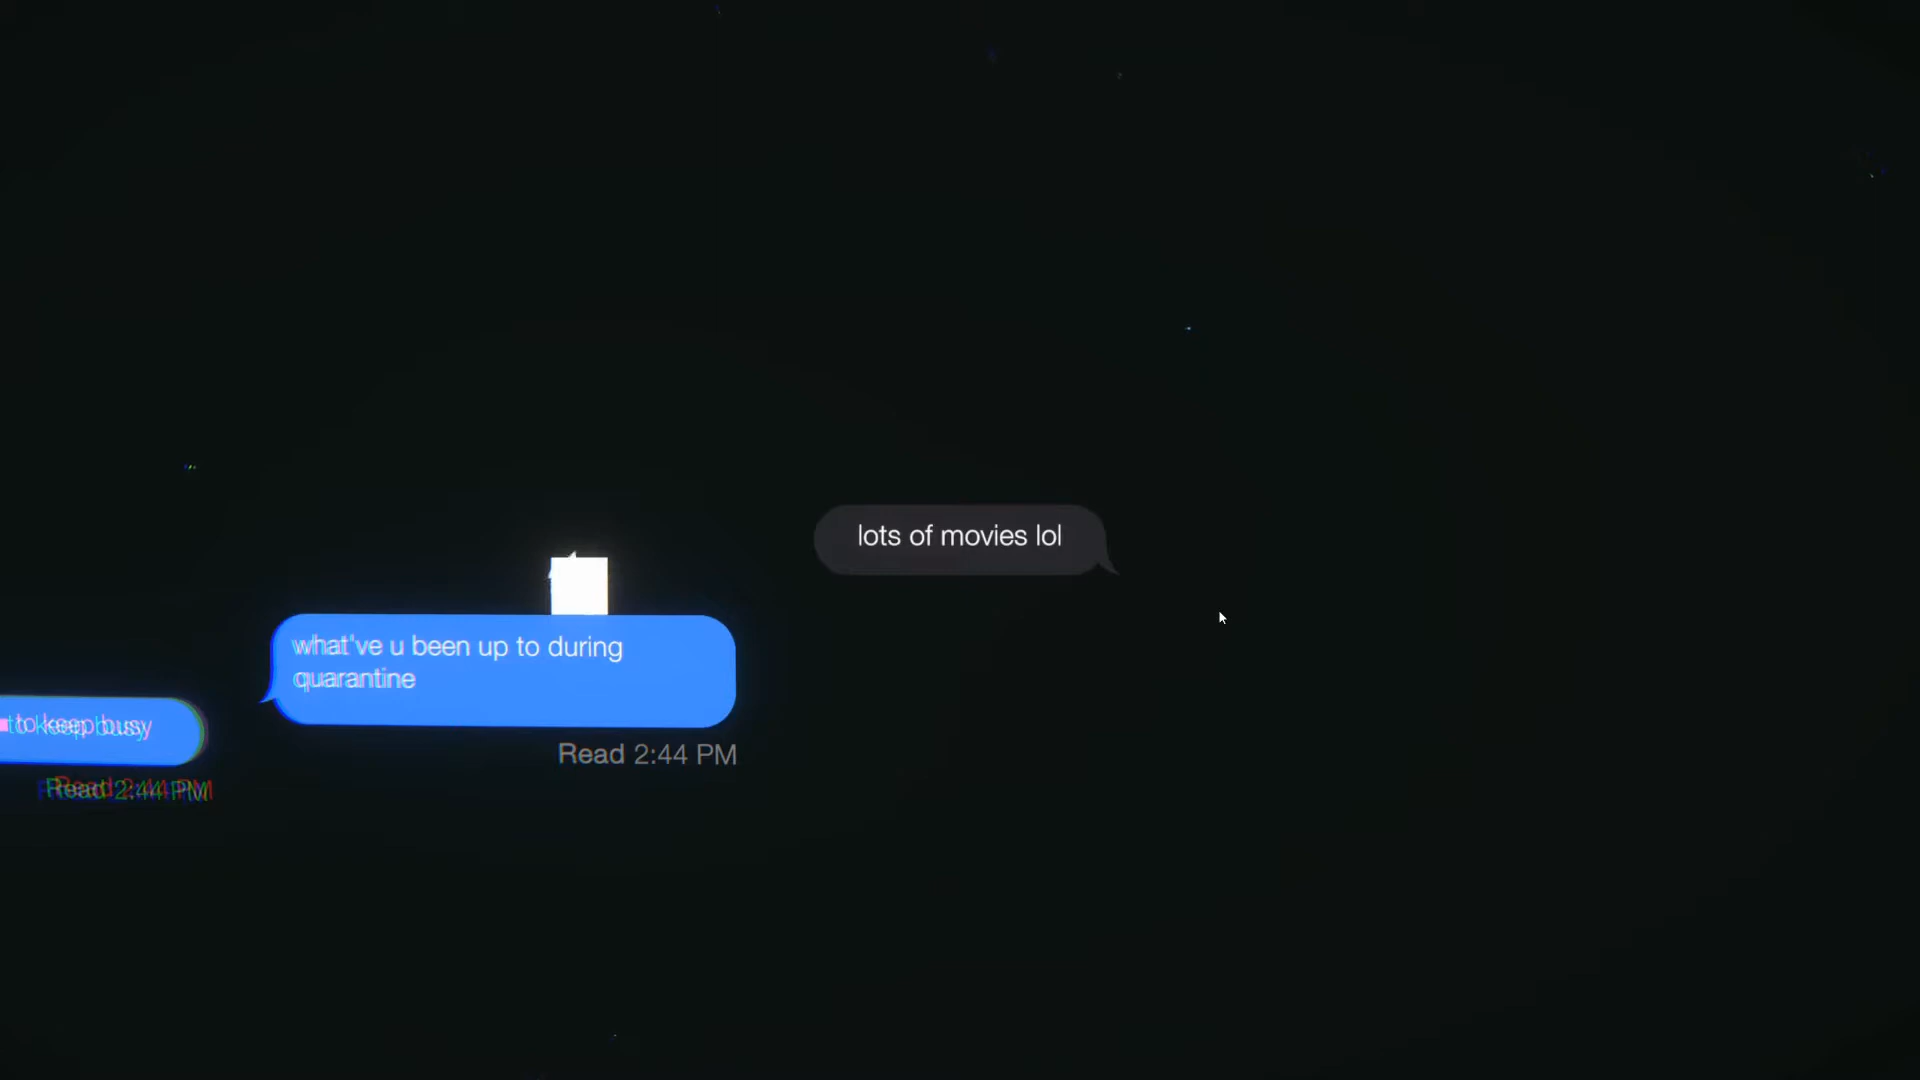 lots of movies lol
what've u been up to during
quarantine
Read 2:44 PM
to keep busy
Read 2:44 PM